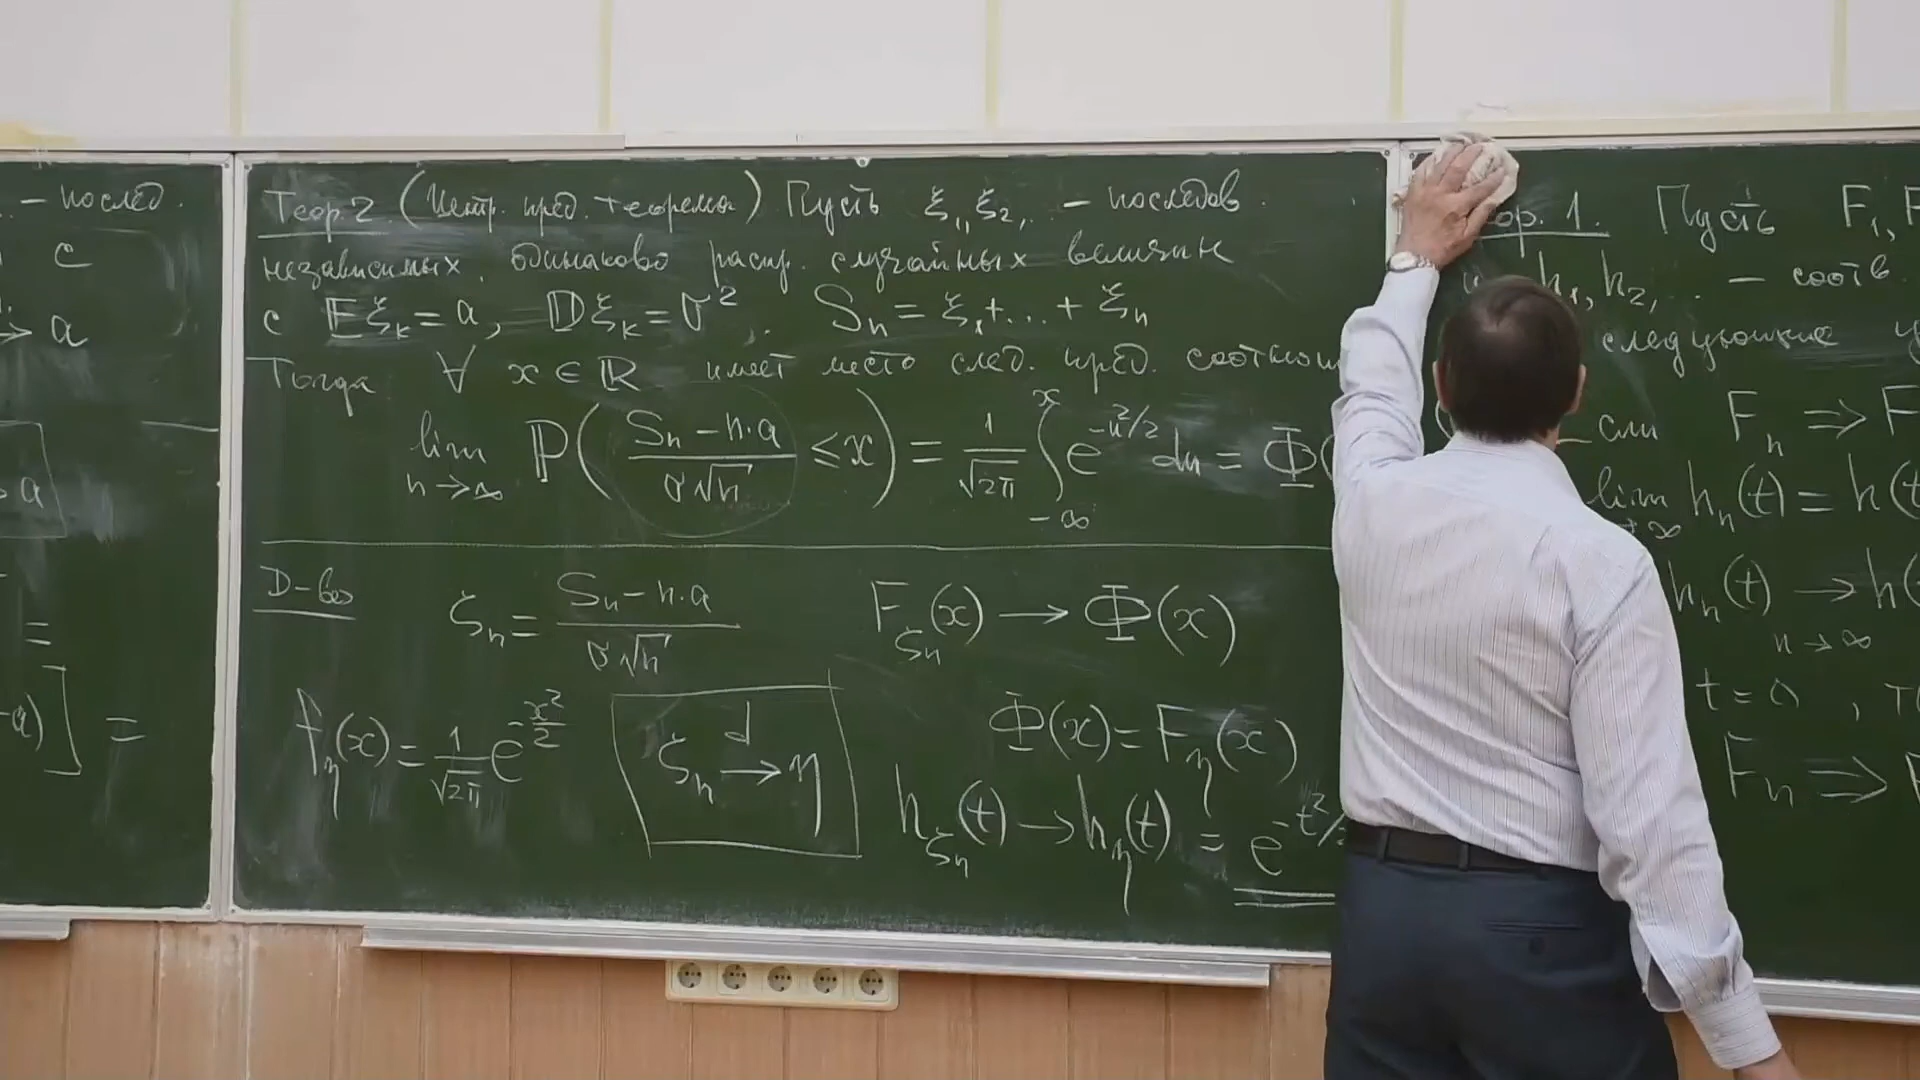 – послед.
с
→ a
a
=
-a)] =
Теор 2 (Центр. пред. теорема) Пусть ξ₁, ξ₂, ... – последов.
независимых, одинаково распр. случайных величин
с 𝔼ξₖ = a, 𝔻ξₖ = σ², Sₙ = ξ₁+...+ ξₙ
Тогда ∀ x ∈ ℝ имеет место след. пред. соотнош
lim n→∞ ℙ( (Sₙ – n·a)/(σ√n) ≤ x ) = 1/√2π ∫_{-∞}^{x} e^{-u²/2} du = Φ(
D-во ζₙ = (Sₙ – n·a)/(σ√n) F_{ζₙ}(x) → Φ(x)
f_η(x) = 1/√2π e^{-x²/2} ζₙ →ᵈ η Φ(x) = F_η(x)
h_{ζₙ}(t) → h_η(t) = e^{-t²/
ор. 1. Пусть F₁, F
и h₁, h₂, ... – соотв.
следующие
сли Fₙ ⇒ F
lim hₙ(t) = h(t
hₙ(t) → h(
n→∞
t = 0, то
Fₙ ⇒ F